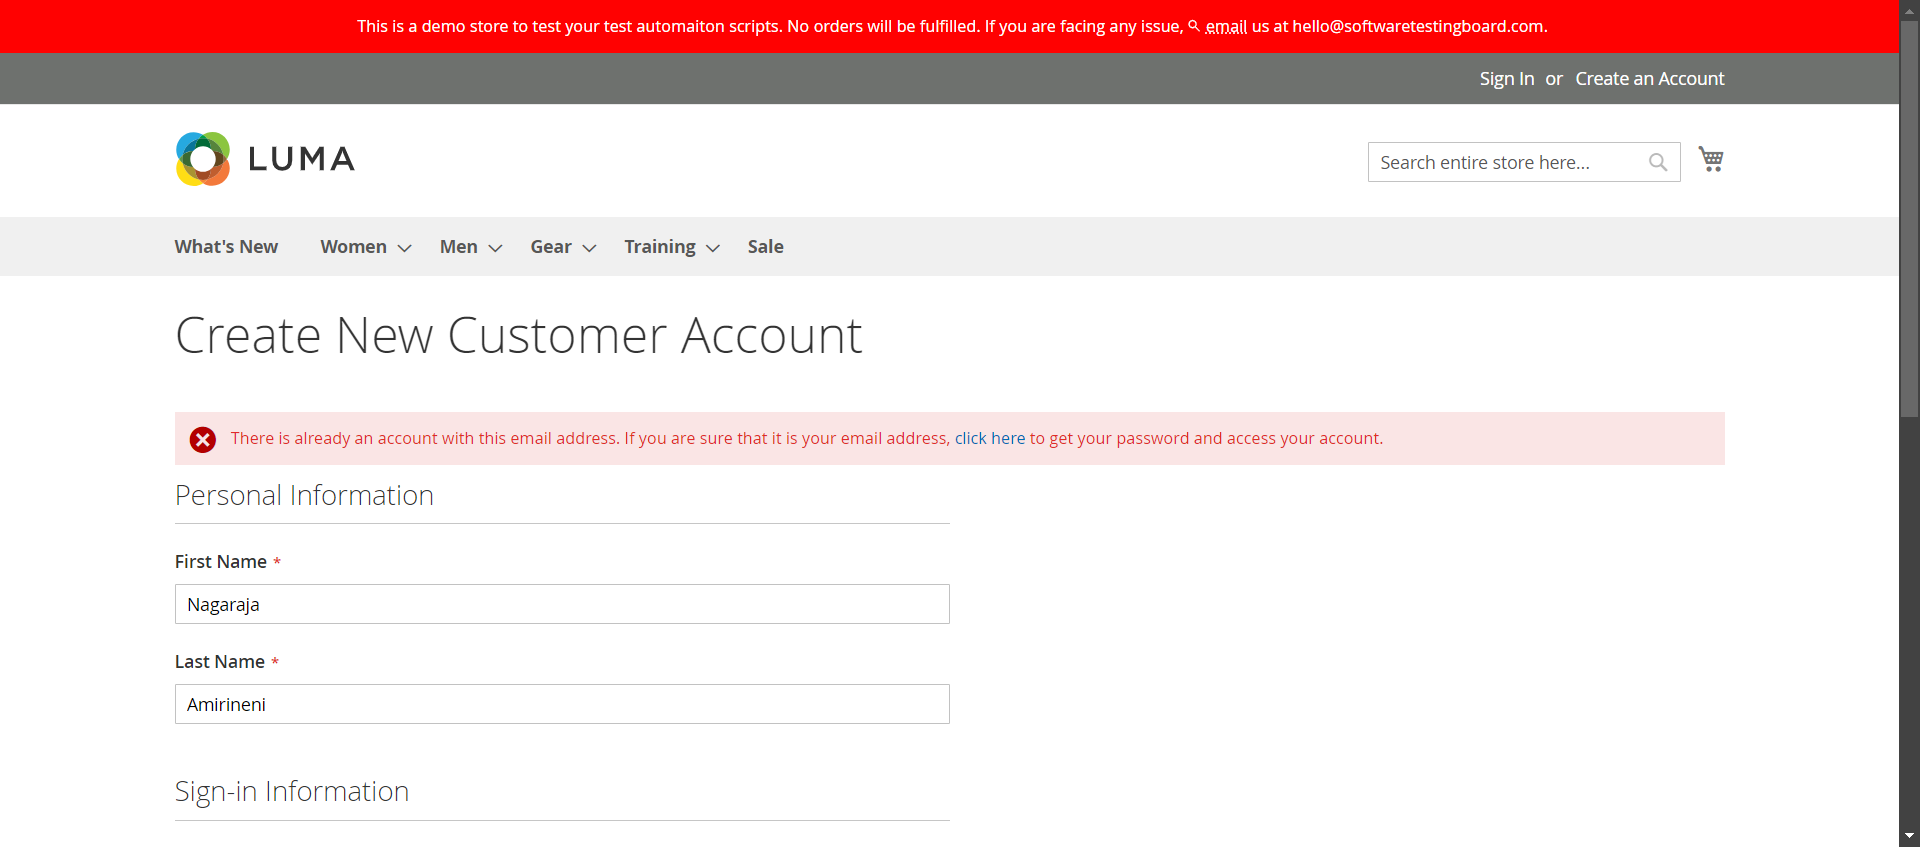 This is a demo store to test your test automaiton scripts. No orders will be fulfilled. If you are facing any issue, email us at hello@softwaretestingboard.com.
Sign In or Create an Account
LUMA
Search entire store here...
What's New Women Men Gear Training Sale
Create New Customer Account
There is already an account with this email address. If you are sure that it is your email address, click here to get your password and access your account.
Personal Information
First Name *
Nagaraja
Last Name *
Amirineni
Sign-in Information